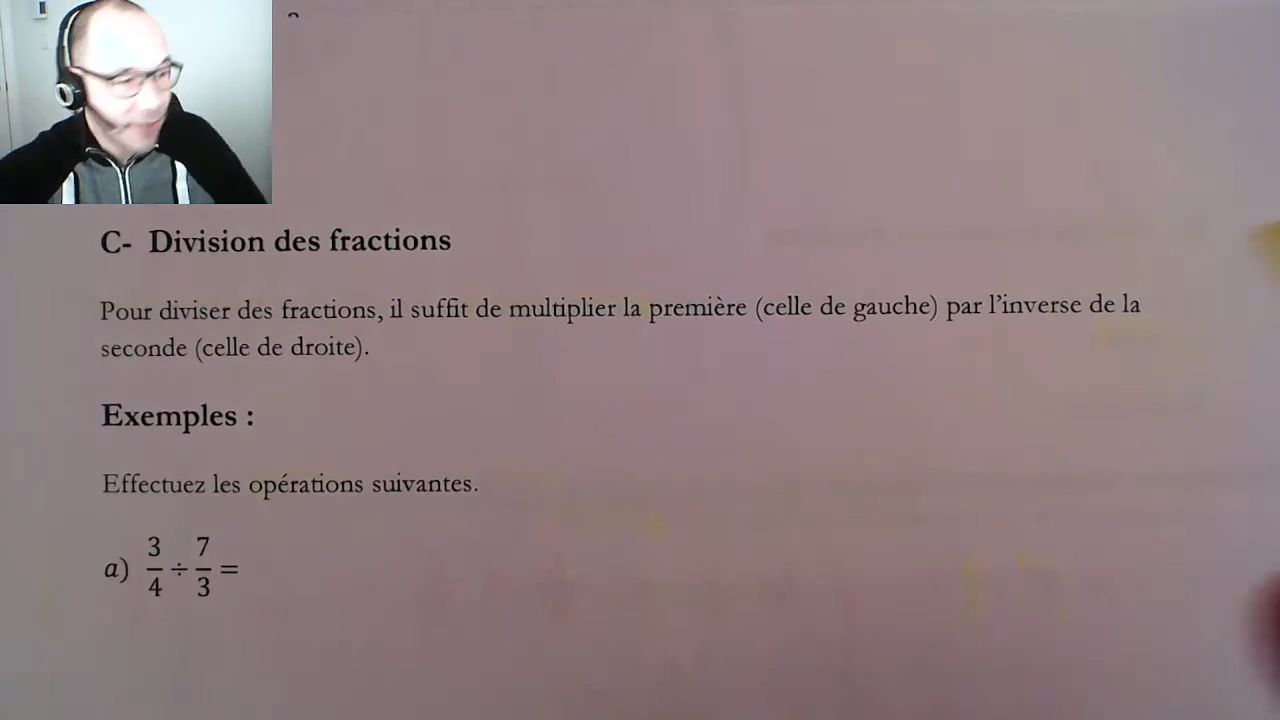 C- Division des fractions
Pour diviser des fractions, il suffit de multiplier la première (celle de gauche) par l'inverse de la
seconde (celle de droite).
Exemples :
Effectuez les opérations suivantes.
a) 3/4 ÷ 7/3 =